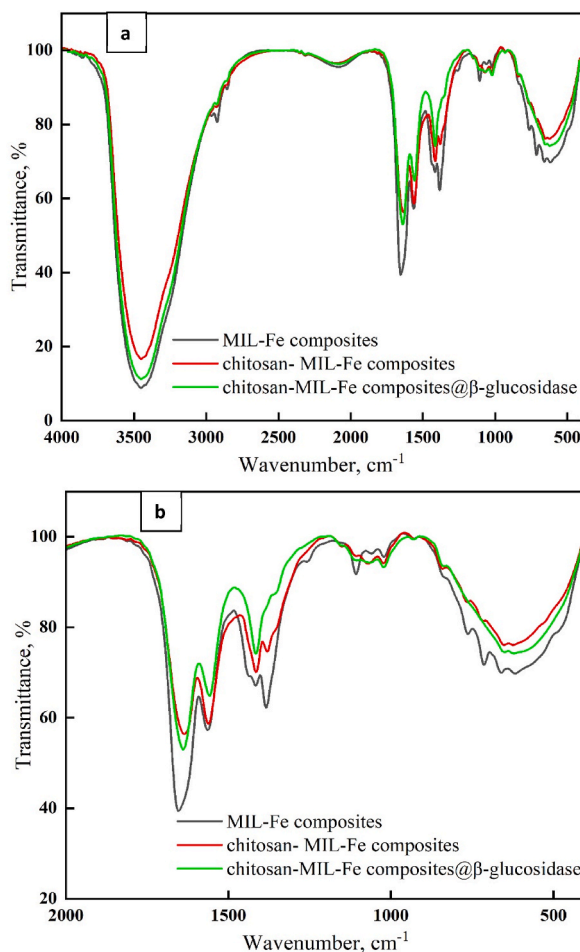 a
100
80
60
40
20
0
Transmittance, %
MIL-Fe composites
chitosan- MIL-Fe composites
chitosan-MIL-Fe composites@β-glucosidase
4000 3500 3000 2500 2000 1500 1000 500
Wavenumber, cm-1
b
100
80
60
40
20
Transmittance, %
MIL-Fe composites
chitosan- MIL-Fe composites
chitosan-MIL-Fe composites@β-glucosidase
2000 1500 1000 500
Wavenumber, cm-1